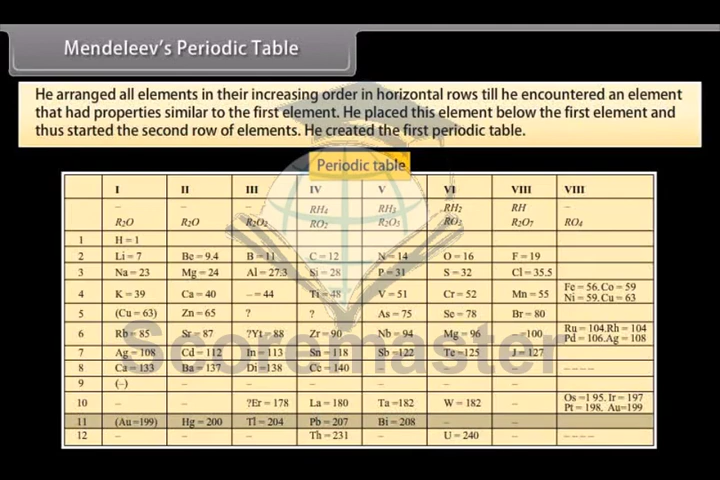 Mendeleev's Periodic Table
He arranged all elements in their increasing order in horizontal rows till he encountered an element
that had properties similar to the first element. He placed this element below the first element and
thus started the second row of elements. He created the first periodic table.
Periodic table
I II III IV V VI VIII VIII
– – – RH₄ RH₃ RH₂ RH –
R₂O R₂O R₂O₂ RO₂ R₂O₅ RO₃ R₂O₇ RO₄
1 H = 1
2 Li = 7 Be = 9.4 B = 11 C = 12 N = 14 O = 16 F = 19
3 Na = 23 Mg = 24 Al = 27.3 Si = 28 P = 31 S = 32 Cl = 35.5
4 K = 39 Ca = 40 – = 44 Ti = 48 V = 51 Cr = 52 Mn = 55 Fe = 56. Co = 59
Ni = 59. Cu = 63
5 (Cu = 63) Zn = 65 ? ? As = 75 Se = 78 Br = 80
6 Rb = 85 Sr = 87 ?Yt = 88 Zr = 90 Nb = 94 Mg = 96 –=100 Ru = 104.Rh = 104
Pd = 106.Ag = 108
7 Ag = 108 Cd = 112 In = 113 Sn = 118 Sb =122 Te =125 J = 127
8 Ca = 133 Ba = 137 Di =138 Ce = 140 – – – – – – –
9 (–) – – – – – –
10 – – ?Er = 178 La = 180 Ta =182 W = 182 – Os =1 95. Ir = 197
Pt = 198. Au=199
11 (Au =199) Hg = 200 Tl = 204 Pb = 207 Bi = 208 – –
12 – – – Th = 231 – U = 240 – – – – –
Scoremaster